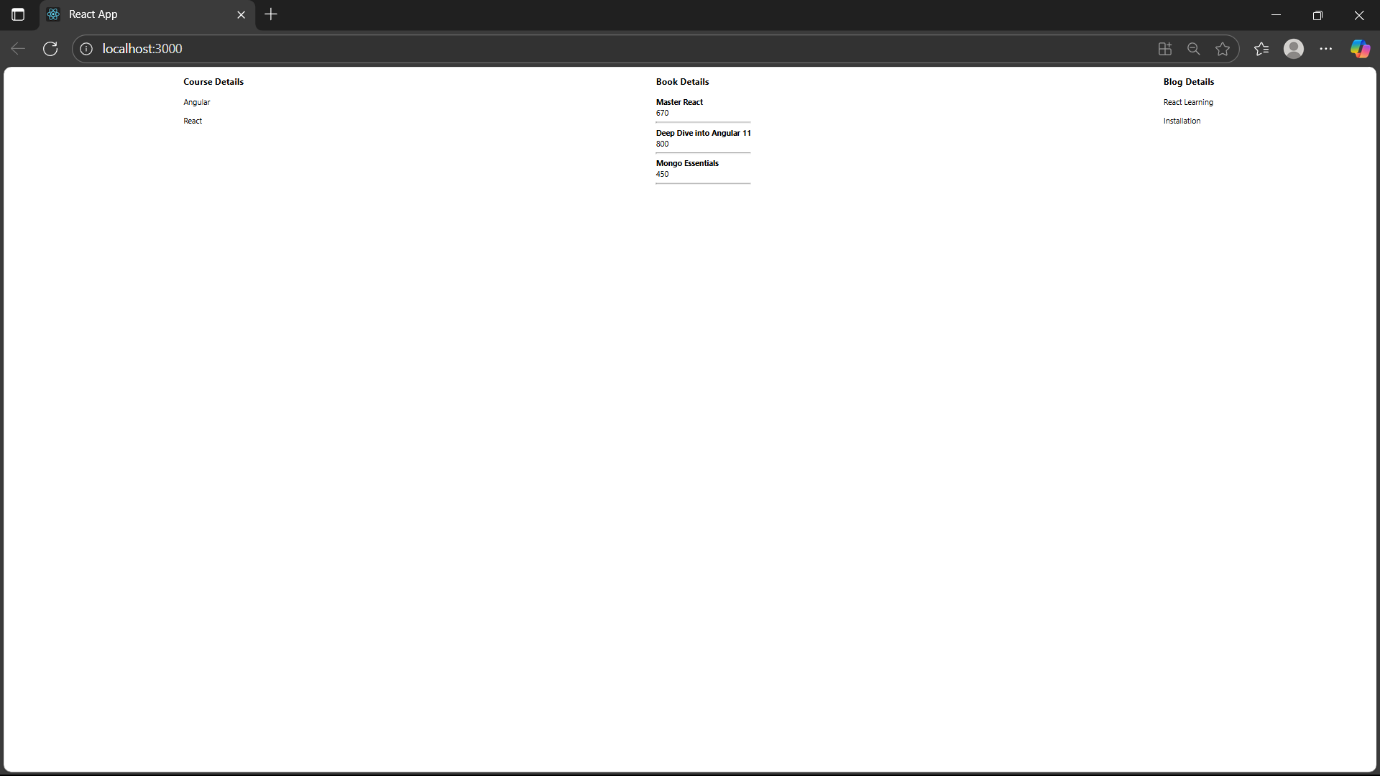 React App
localhost:3000
Course Details
Angular
React
Book Details
Master React
670
Deep Dive into Angular 11
800
Mongo Essentials
450
Blog Details
React Learning
Installation